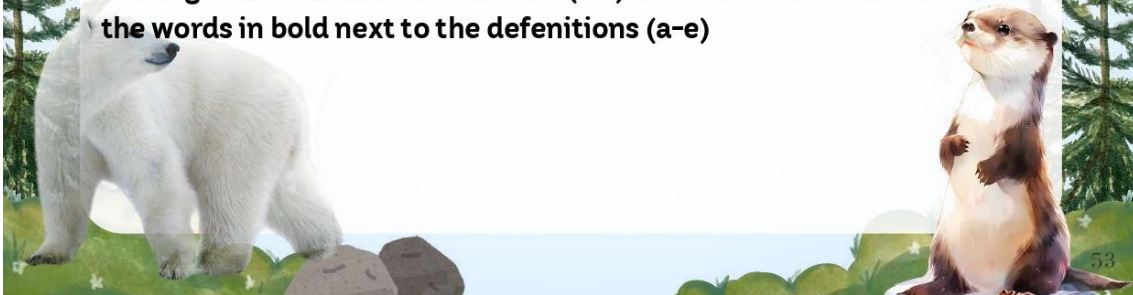 the words in bold next to the defenitions (a-e)
53